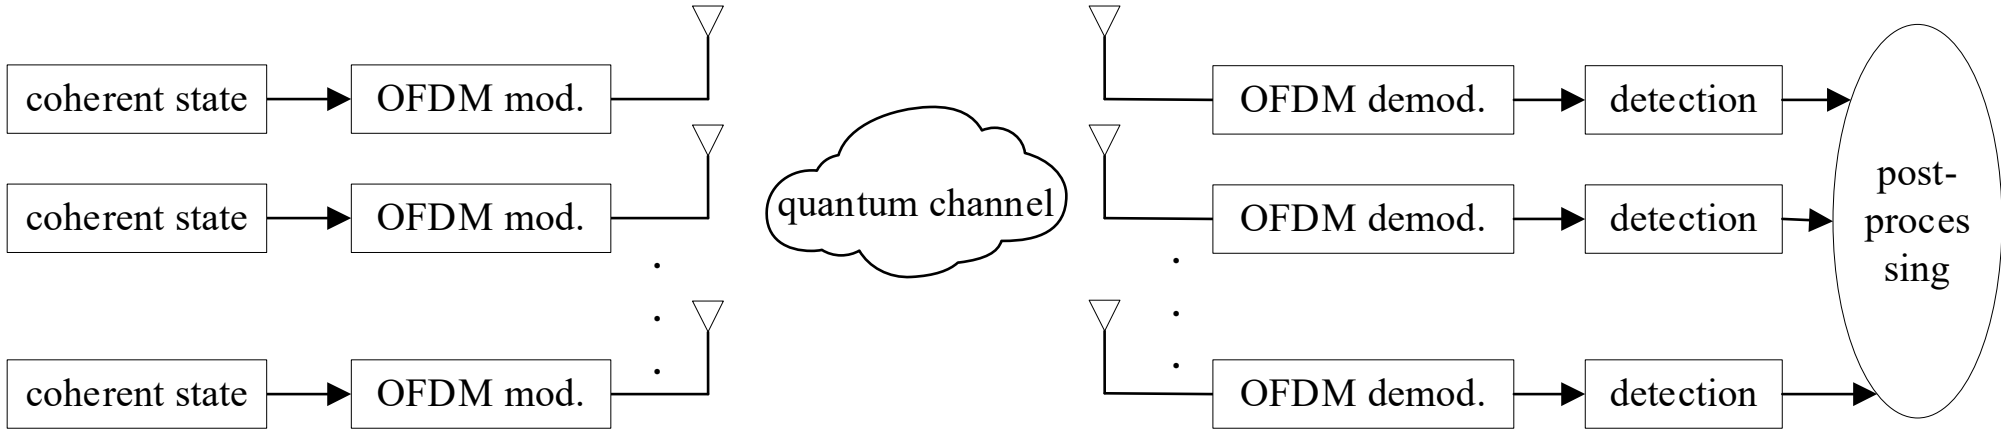 coherent state
OFDM mod.
OFDM demod.
detection
coherent state
OFDM mod.
quantum channel
OFDM demod.
detection
post-
proces
sing
coherent state
OFDM mod.
OFDM demod.
detection